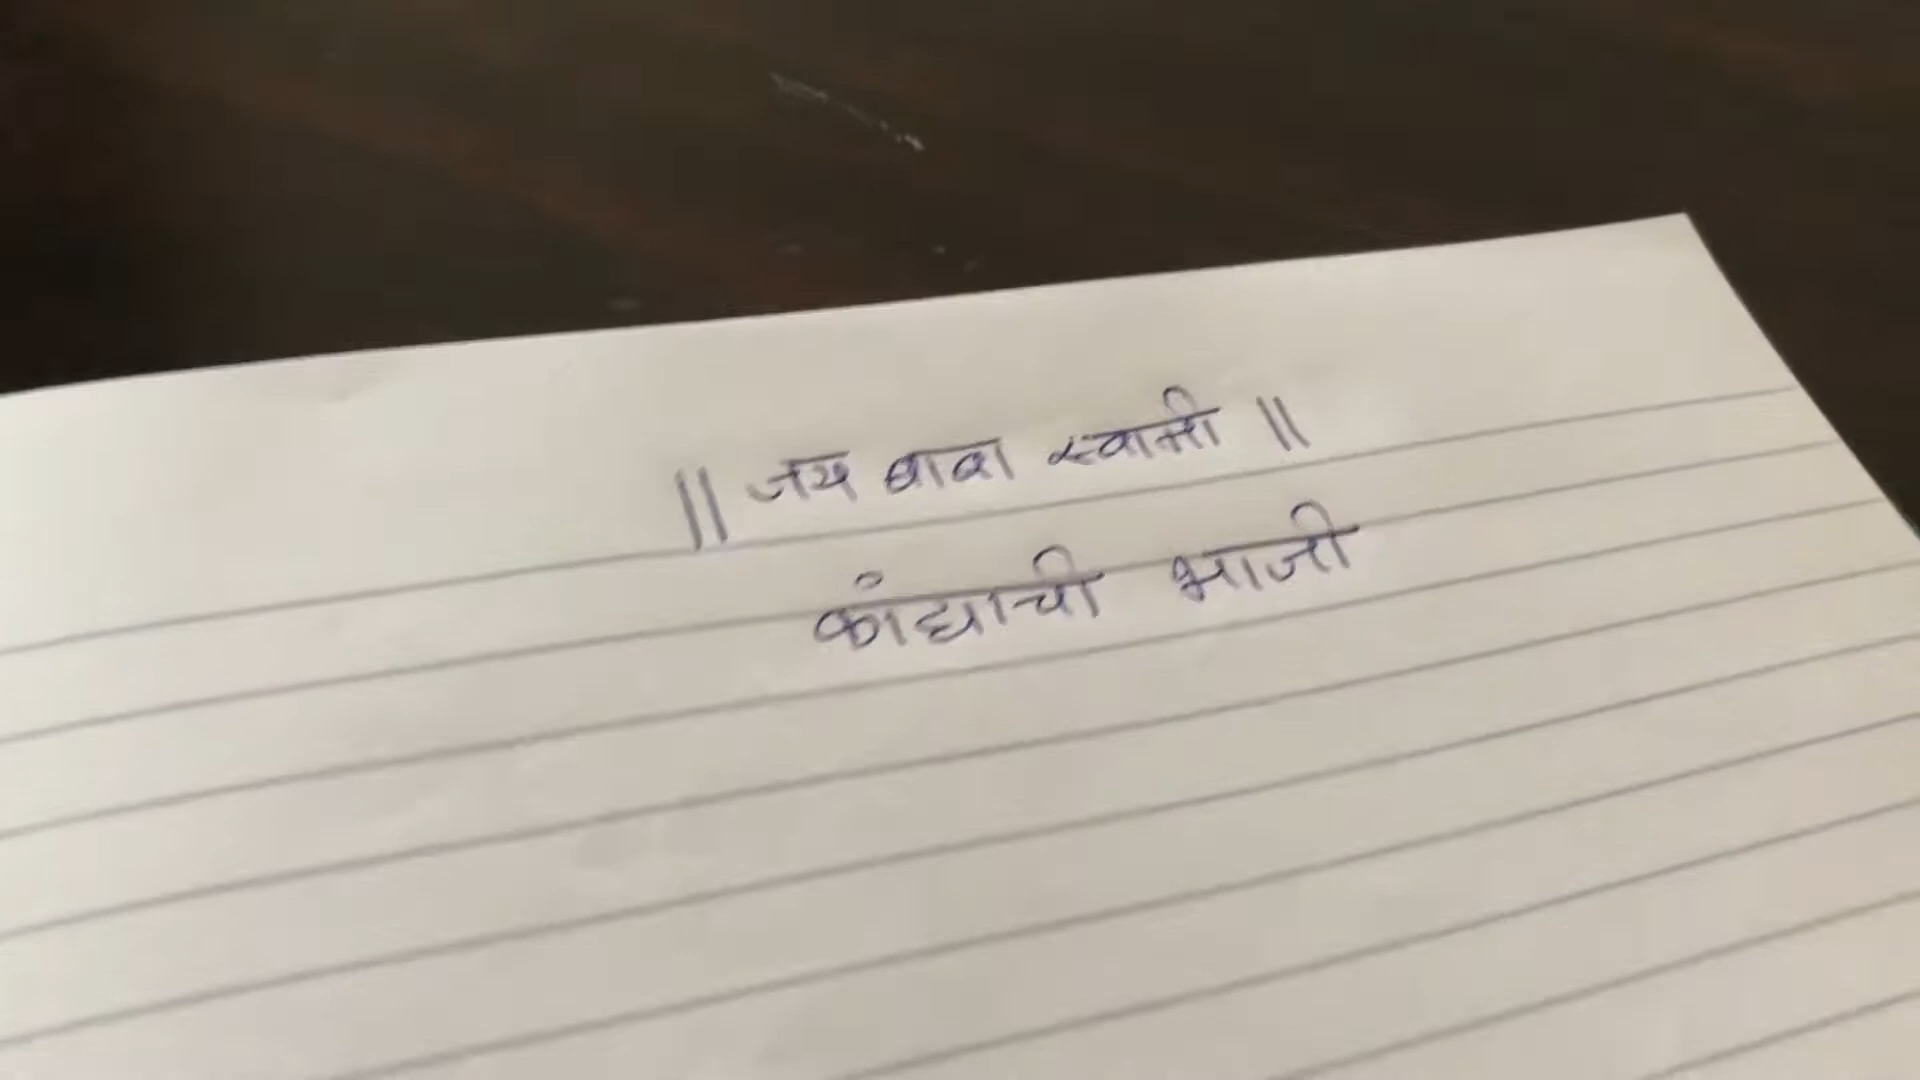 || जय बाबा स्वामी ||
कांद्याची भाजी